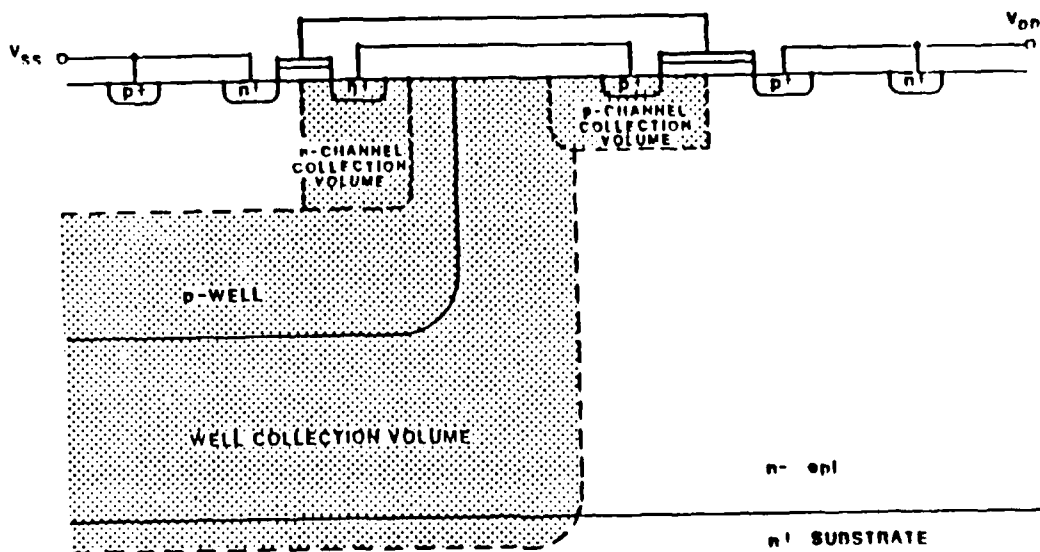 VSS
VDD
p+
n+
n+
p+
p+
n+
n-CHANNEL
COLLECTION
VOLUME
p-CHANNEL
COLLECTION
VOLUME
p-WELL
WELL COLLECTION VOLUME
n- epi
n+ SUBSTRATE